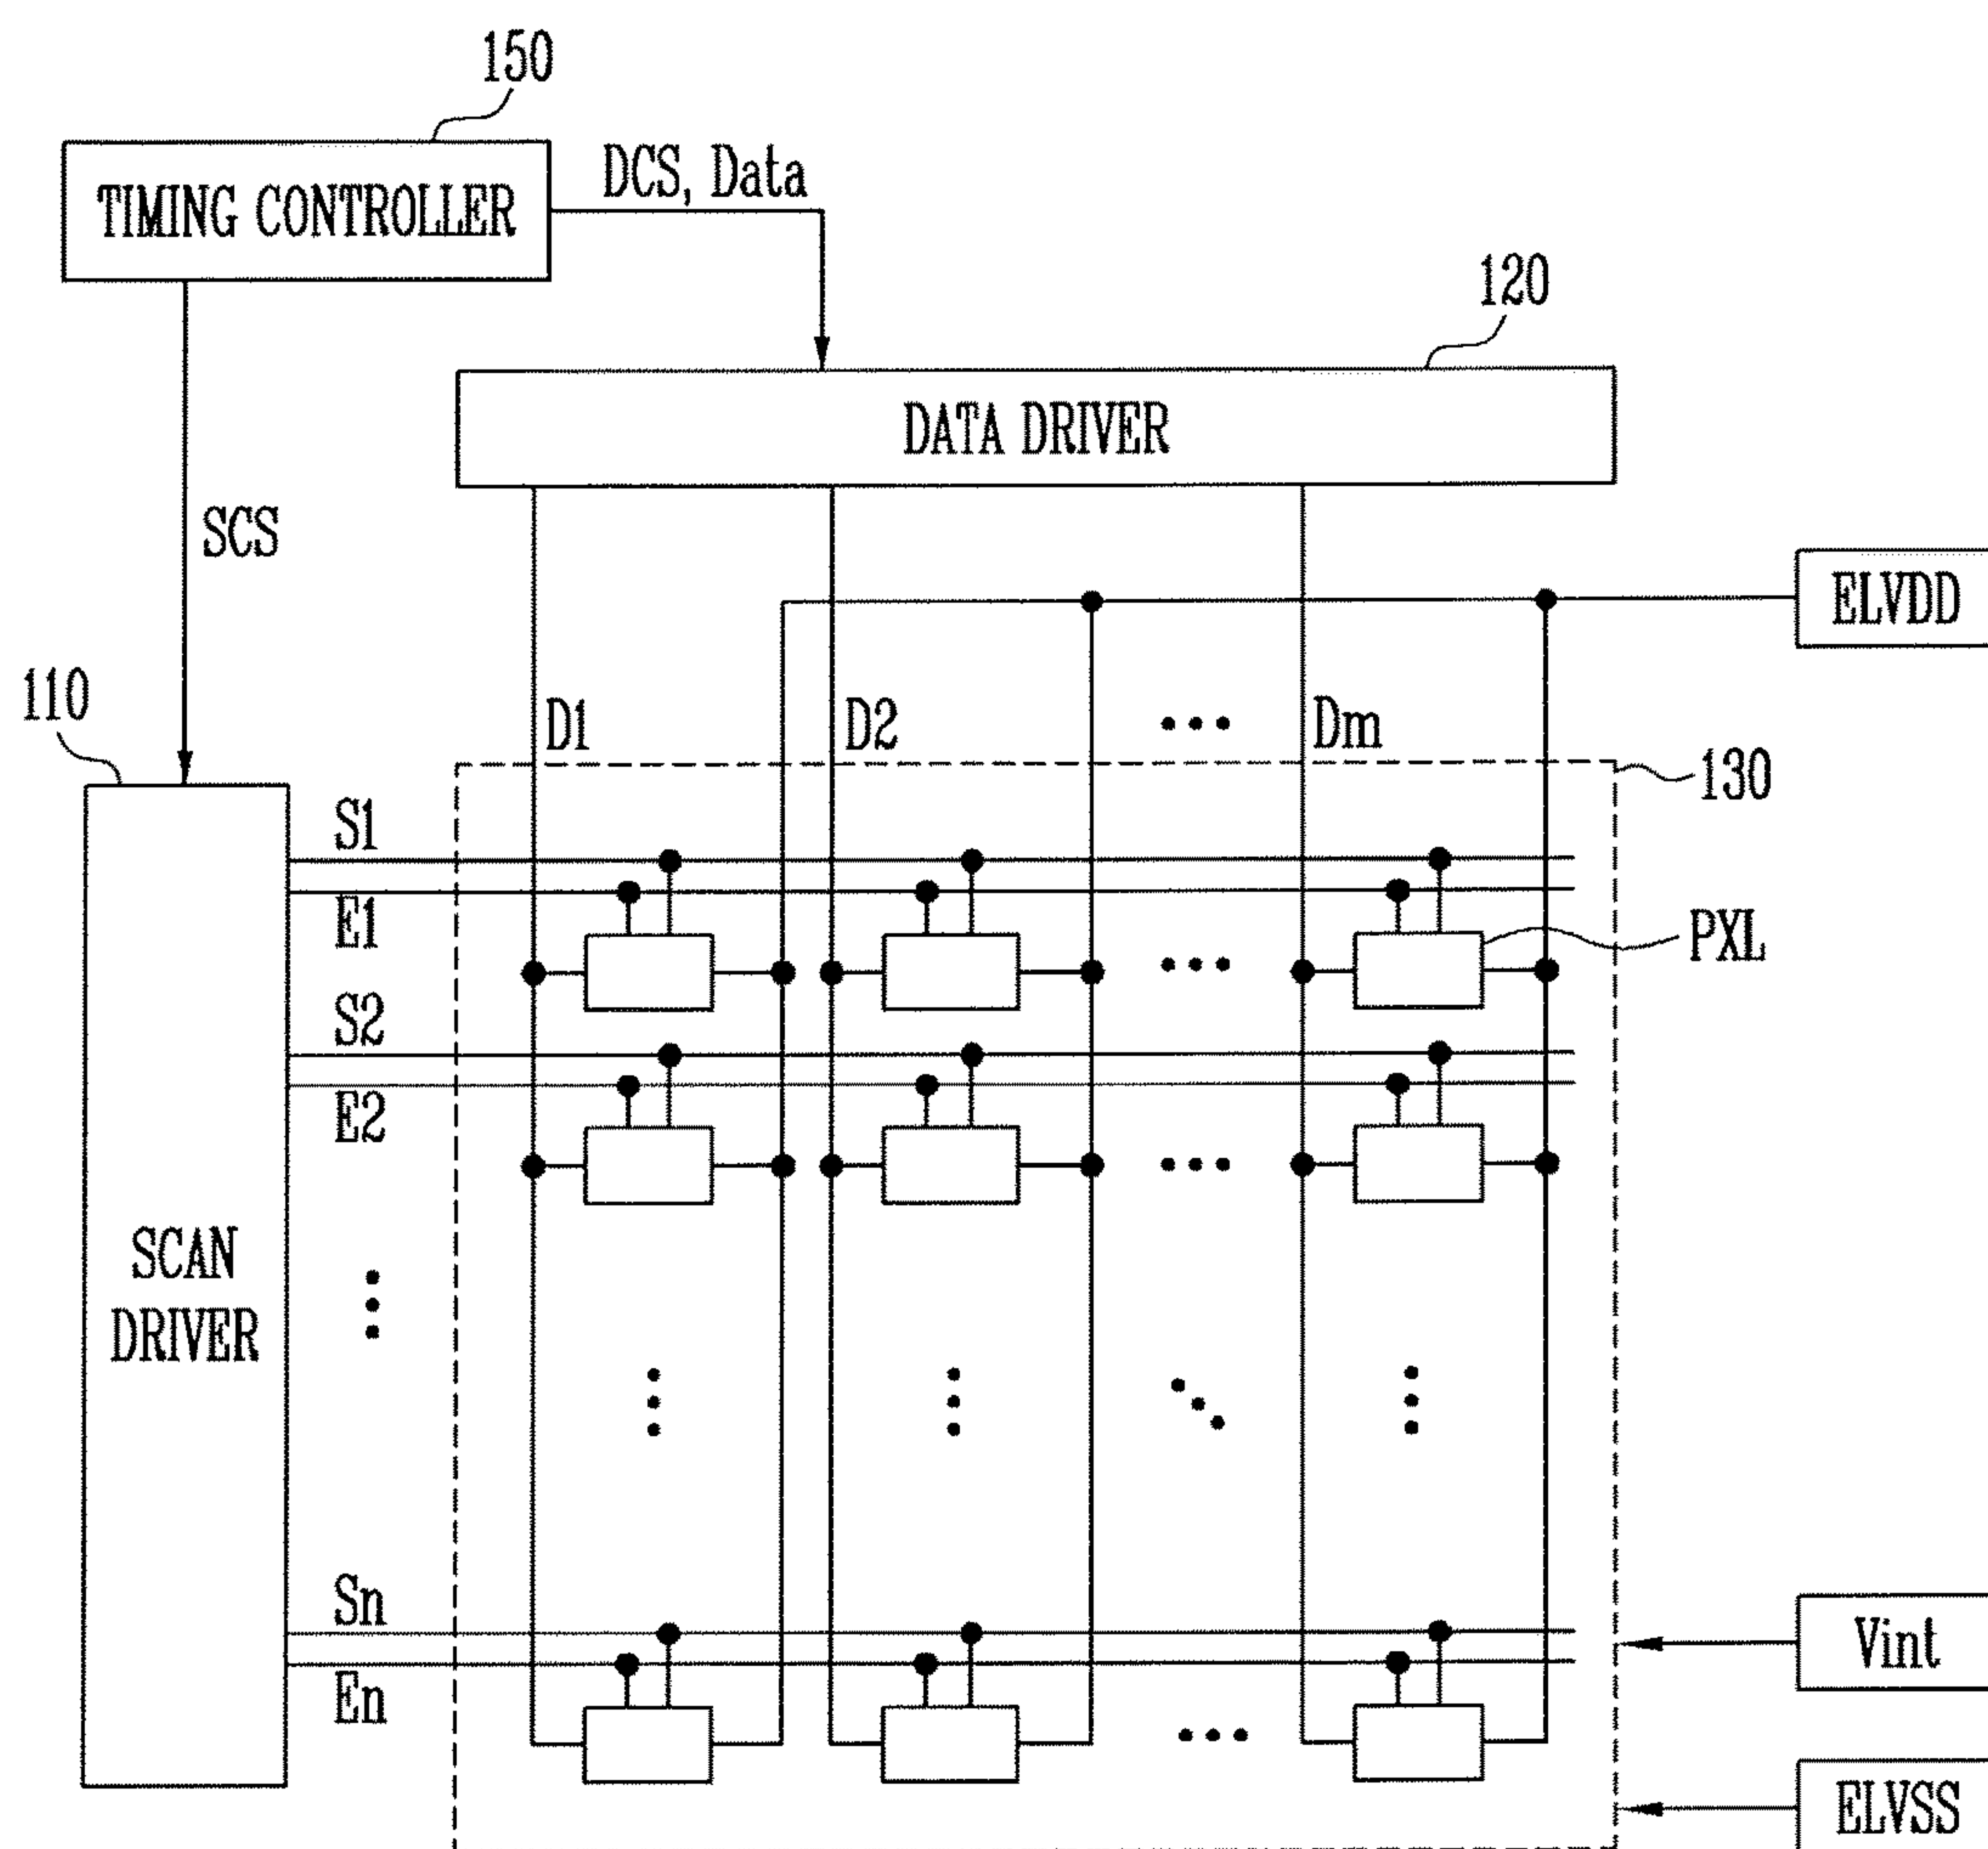 150
TIMING CONTROLLER
DCS, Data
120
DATA DRIVER
SCS
ELVDD
110
D1
D2
Dm
130
S1
E1
PXL
S2
E2
SCAN
DRIVER
Sn
En
Vint
ELVSS